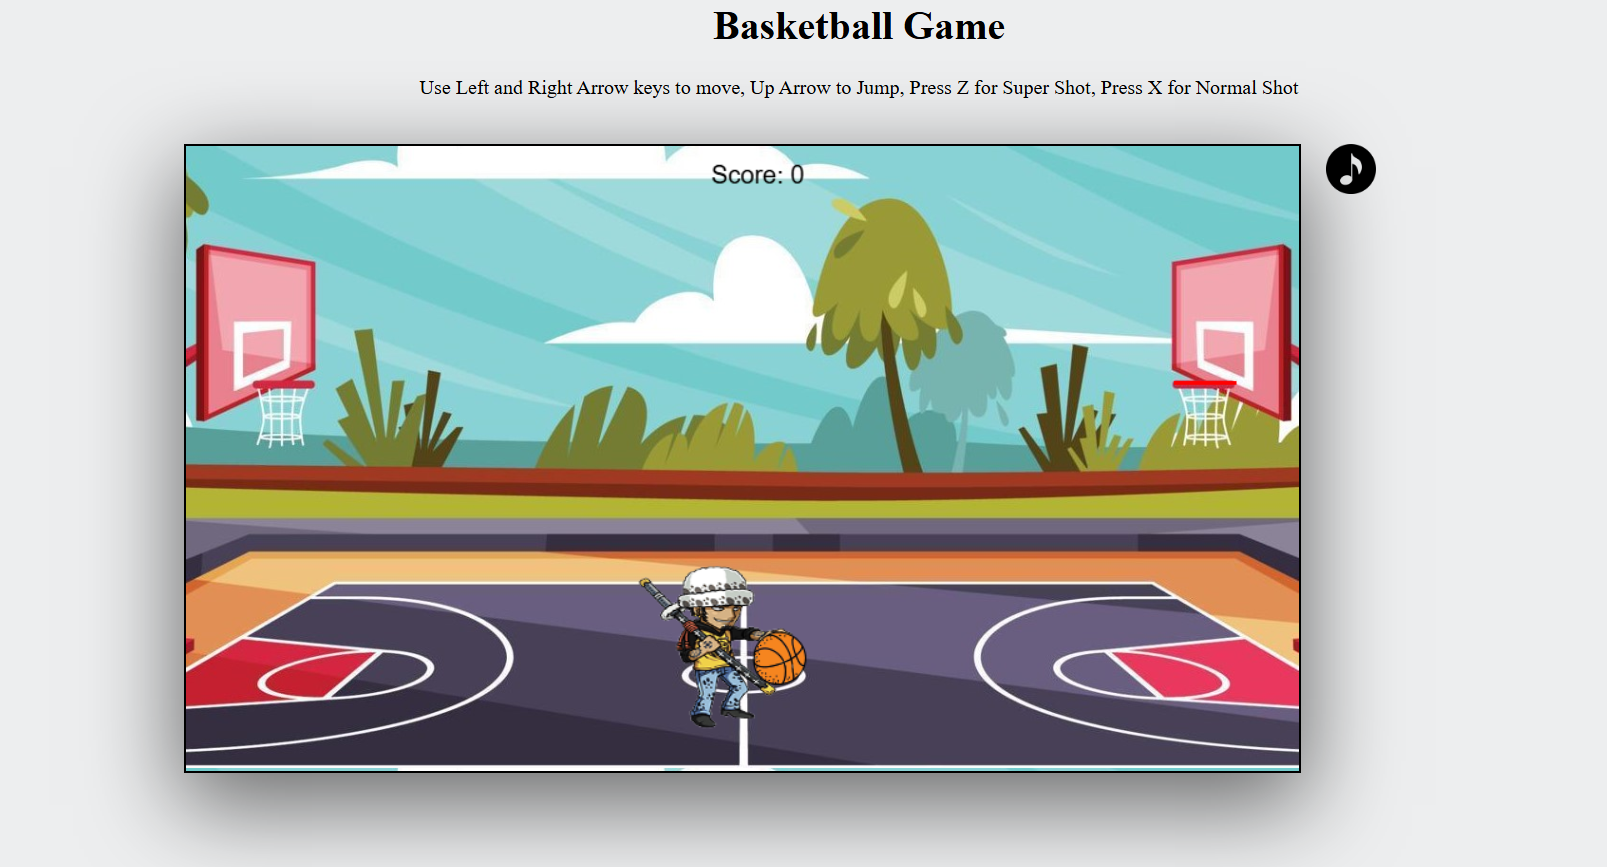 Basketball Game
Use Left and Right Arrow keys to move, Up Arrow to Jump, Press Z for Super Shot, Press X for Normal Shot
Score: 0